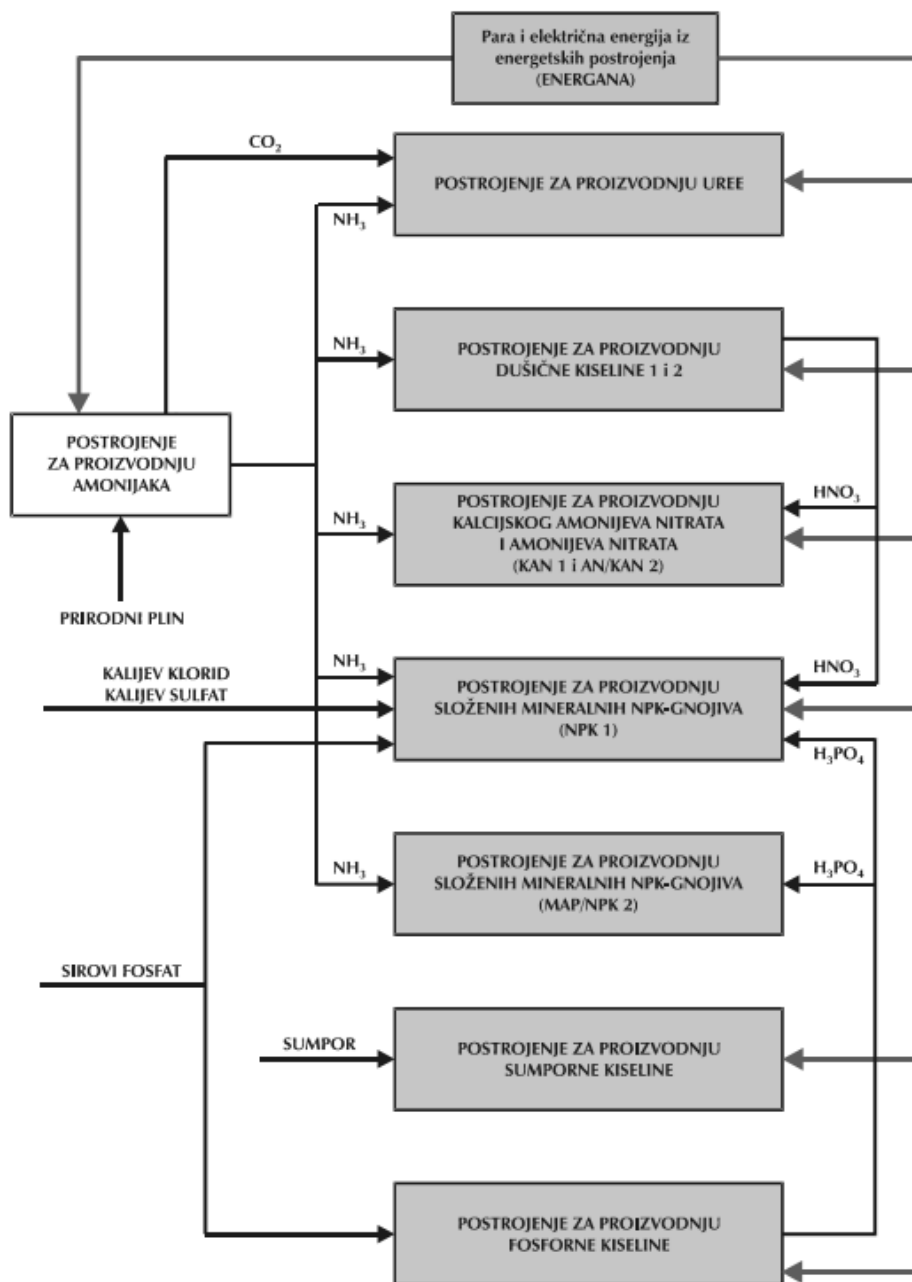 Para i električna energija iz
energetskih postrojenja
(ENERGANA)
CO₂
POSTROJENJE ZA PROIZVODNJU UREE
NH₃
NH₃
POSTROJENJE ZA PROIZVODNJU
DUŠIČNE KISELINE 1 i 2
POSTROJENJE
ZA PROIZVODNJU
AMONIJAKA
NH₃
POSTROJENJE ZA PROIZVODNJU
KALCIJSKOG AMONIJEVA NITRATA
I AMONIJEVA NITRATA
(KAN 1 i AN/KAN 2)
HNO₃
PRIRODNI PLIN
KALIJEV KLORID
KALIJEV SULFAT
NH₃
POSTROJENJE ZA PROIZVODNJU
SLOŽENIH MINERALNIH NPK-GNOJIVA
(NPK 1)
HNO₃
H₃PO₄
NH₃
POSTROJENJE ZA PROIZVODNJU
SLOŽENIH MINERALNIH NPK-GNOJIVA
(MAP/NPK 2)
H₃PO₄
SIROVI FOSFAT
SUMPOR
POSTROJENJE ZA PROIZVODNJU
SUMPORNE KISELINE
POSTROJENJE ZA PROIZVODNJU
FOSFORNE KISELINE